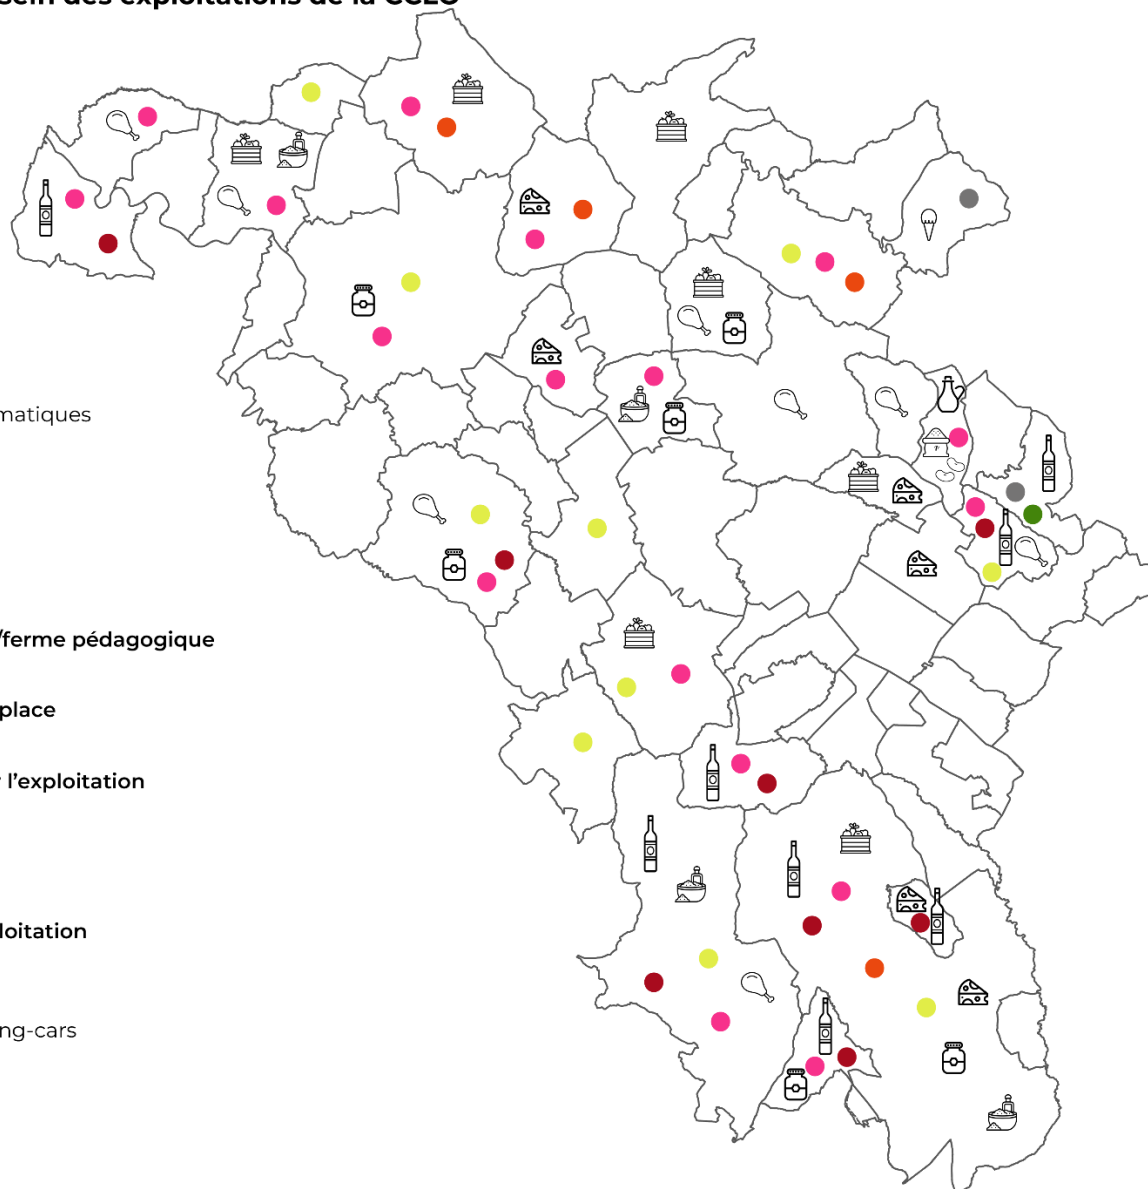 sein des exploitations de la CCLO
matiques
/ferme pédagogique
place
r l’exploitation
loitation
ng-cars